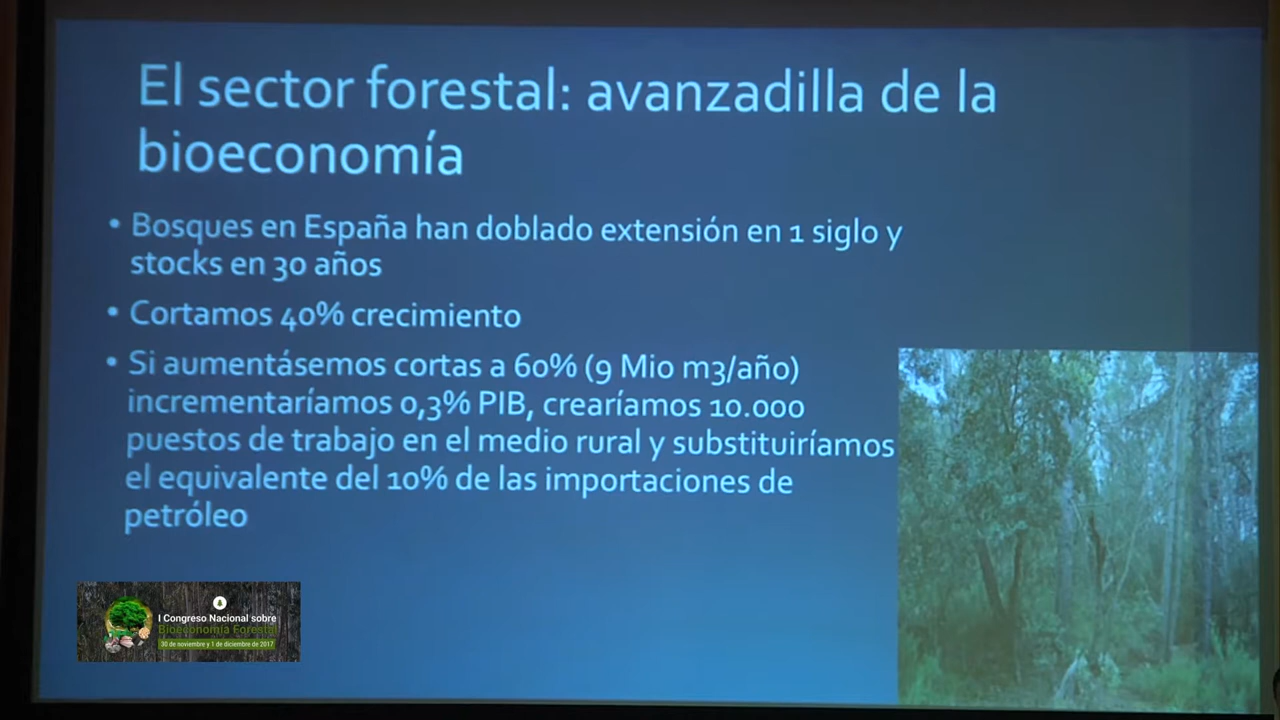 El sector forestal: avanzadilla de la
bioeconomía
• Bosques en España han doblado extensión en 1 siglo y
stocks en 30 años
• Cortamos 40% crecimiento
• Si aumentásemos cortas a 60% (9 Mio m3/año)
incrementaríamos 0,3% PIB, crearíamos 10.000
puestos de trabajo en el medio rural y substituiríamos
el equivalente del 10% de las importaciones de
petróleo
I Congreso Nacional sobre
Bioeconomía Forestal
30 de noviembre y 1 de diciembre de 2017